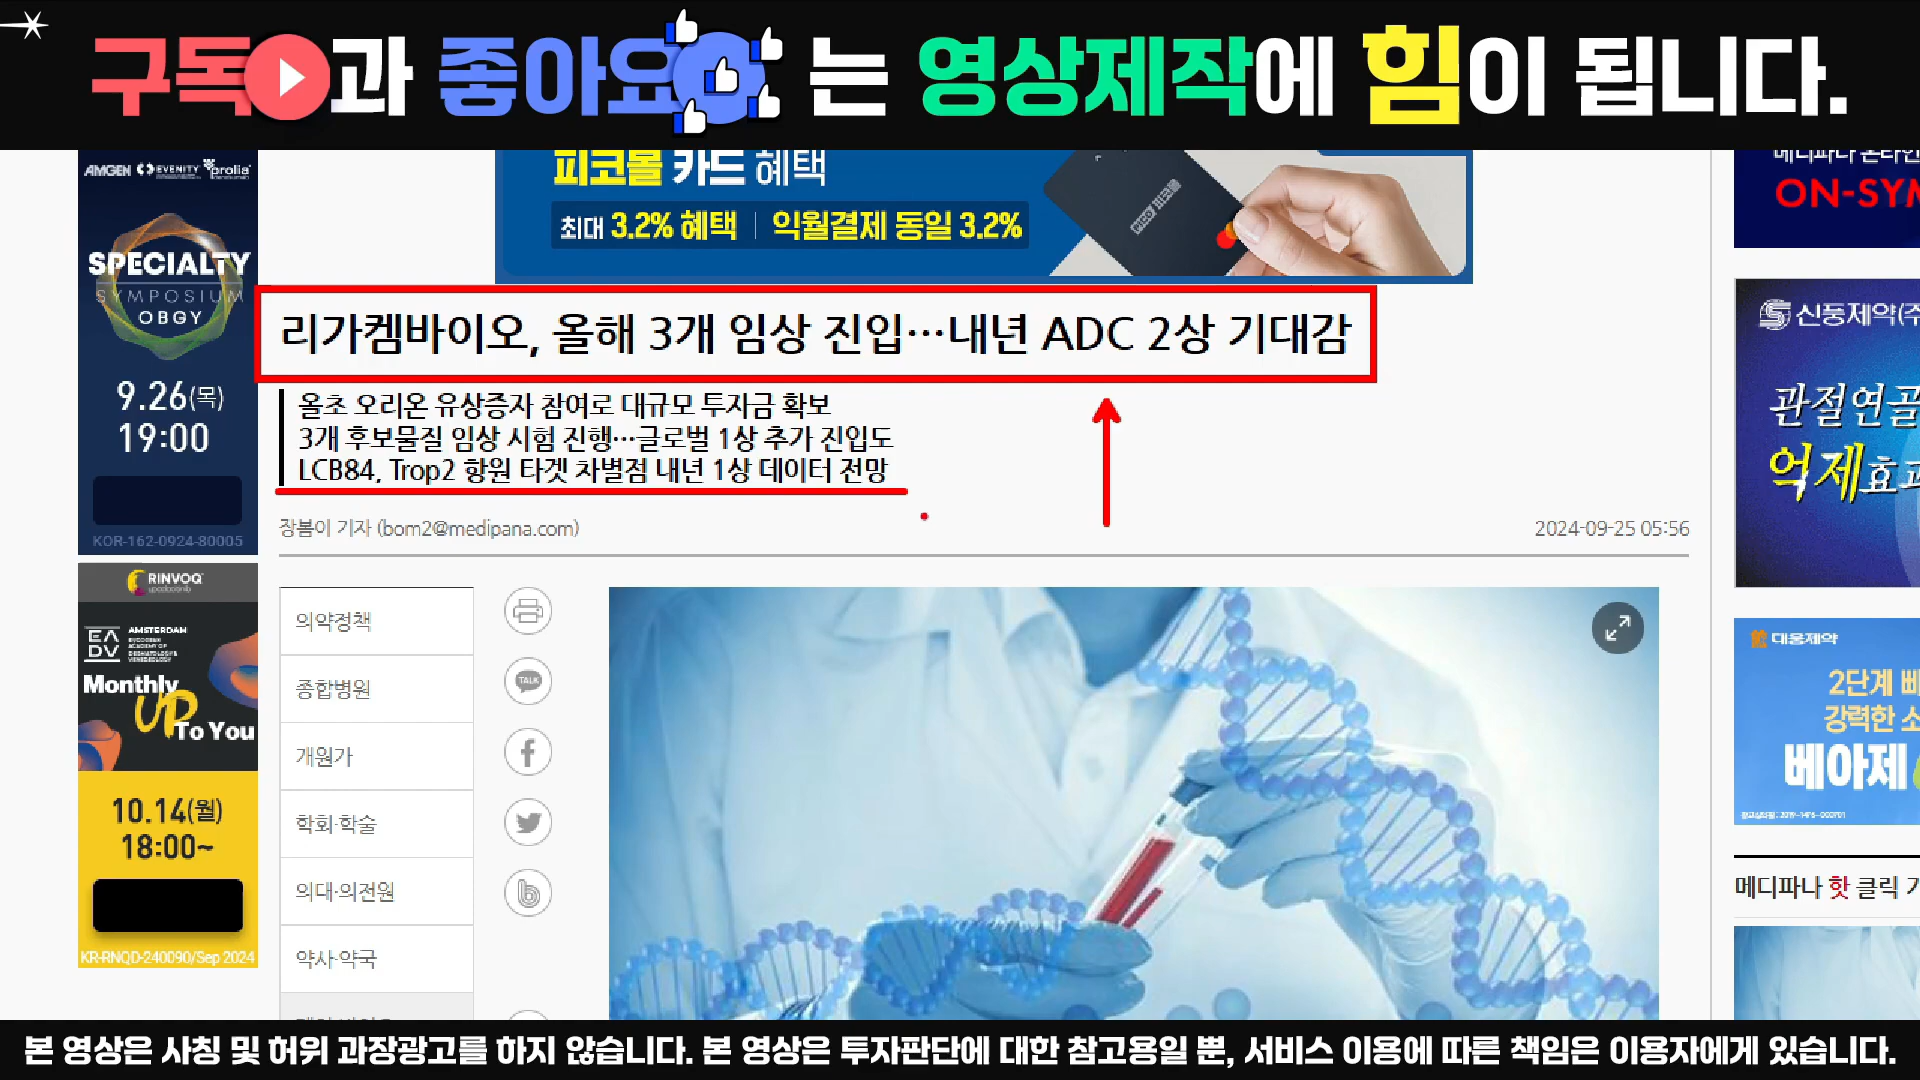 구독과 좋아요 는 영상제작에 힘이 됩니다.
AMGEN EVENITY prolia
SPECIALTY
SYMPOSIUM
OBGY
9.26(목)
19:00
KOR-162-0924-80005
피코몰 카드 혜택
최대 3.2% 혜택 | 익월결제 동일 3.2%
ON-SYM
리가켐바이오, 올해 3개 임상 진입…내년 ADC 2상 기대감
올초 오리온 유상증자 참여로 대규모 투자금 확보
3개 후보물질 임상 시험 진행…글로벌 1상 추가 진입도
LCB84, Trop2 항원 타겟 차별점 내년 1상 데이터 전망
장봄이 기자 (bom2@medipana.com)
2024-09-25 05:56
신풍제약(주
관절연골
억제효과
RINVOQ
EADV
AMSTERDAM
Monthly
UP
To You
10.14(월)
18:00~
KR-RNQD-240090/Sep 2024
의약정책
종합병원
개원가
학회·학술
의대·의전원
약사·약국
TALK
대웅제약
2단계
강력한 소
베아제
메디파나 핫 클릭
본 영상은 사칭 및 허위 과장광고를 하지 않습니다. 본 영상은 투자판단에 대한 참고용일 뿐, 서비스 이용에 따른 책임은 이용자에게 있습니다.